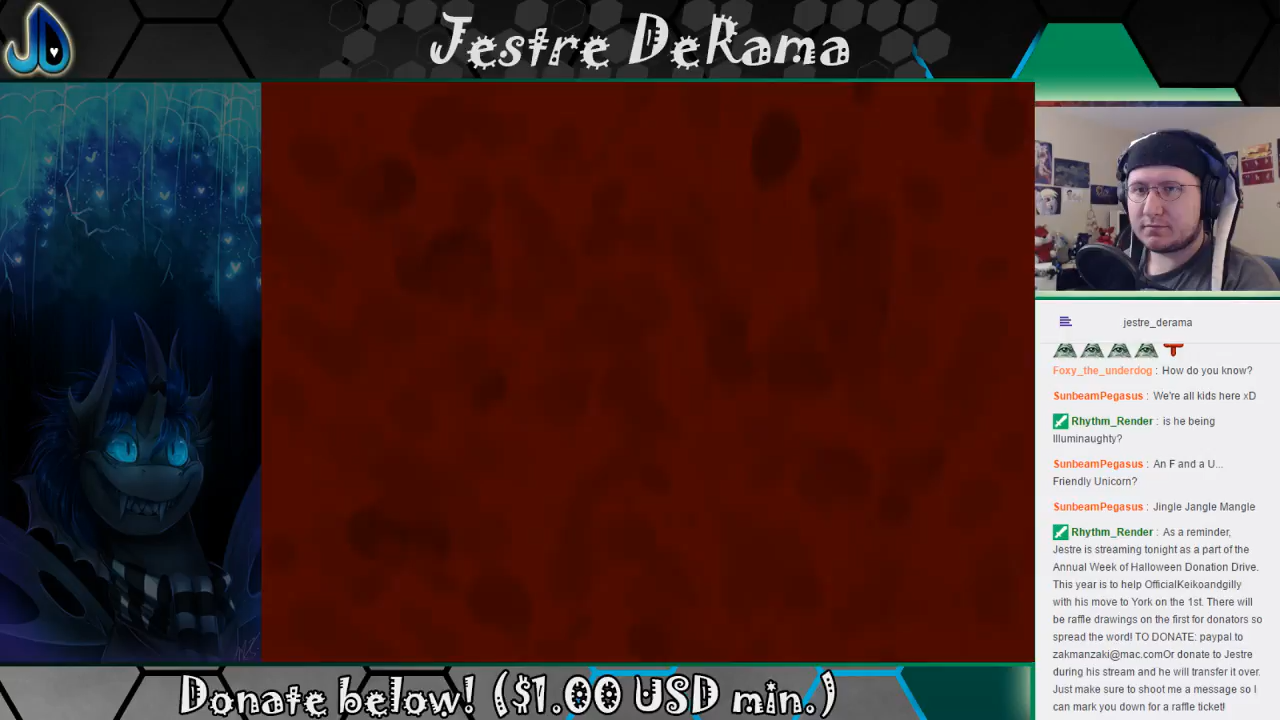 JD
Jestre DeRama
jestre_derama
Foxy_the_underdog : How do you know?
SunbeamPegasus : We're all kids here xD
Rhythm_Render : is he being
Illuminaughty?
SunbeamPegasus : An F and a U...
Friendly Unicorn?
SunbeamPegasus : Jingle Jangle Mangle
Rhythm_Render : As a reminder,
Jestre is streaming tonight as a part of the
Annual Week of Halloween Donation Drive.
This year is to help OfficialKeikoandgilly
with his move to York on the 1st. There will
be raffle drawings on the first for donators so
spread the word! TO DONATE: paypal to
zakmanzaki@mac.comOr donate to Jestre
during his stream and he will transfer it over.
Just make sure to shoot me a message so I
can mark you down for a raffle ticket!
Donate below! ($1.00 USD min.)